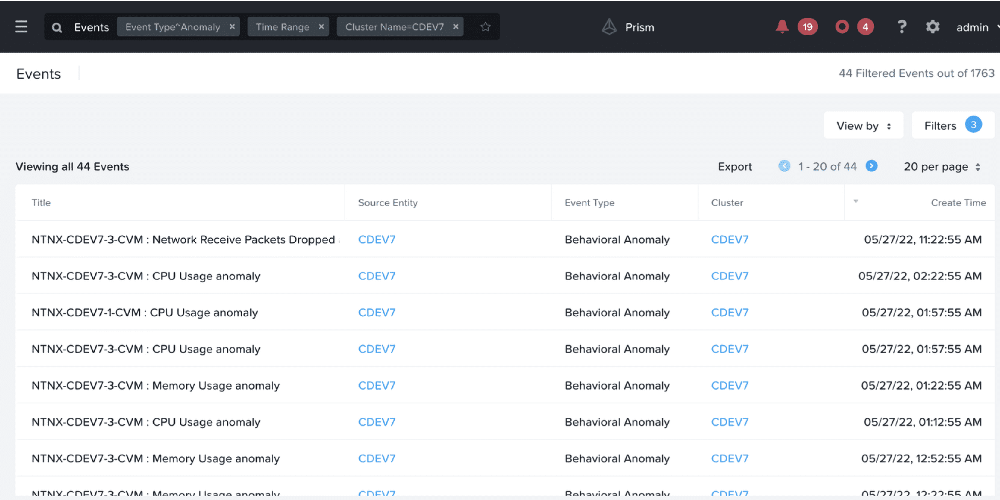 Events Event Type~Anomaly × Time Range × Cluster Name=CDEV7 × Prism 19 4 ? admin
Events 44 Filtered Events out of 1763
View by Filters 3
Viewing all 44 Events Export 1 - 20 of 44 20 per page
Title Source Entity Event Type Cluster Create Time
NTNX-CDEV7-3-CVM : Network Receive Packets Dropped CDEV7 Behavioral Anomaly CDEV7 05/27/22, 11:22:55 AM
NTNX-CDEV7-3-CVM : CPU Usage anomaly CDEV7 Behavioral Anomaly CDEV7 05/27/22, 02:22:55 AM
NTNX-CDEV7-1-CVM : CPU Usage anomaly CDEV7 Behavioral Anomaly CDEV7 05/27/22, 01:57:55 AM
NTNX-CDEV7-3-CVM : CPU Usage anomaly CDEV7 Behavioral Anomaly CDEV7 05/27/22, 01:57:55 AM
NTNX-CDEV7-3-CVM : Memory Usage anomaly CDEV7 Behavioral Anomaly CDEV7 05/27/22, 01:22:55 AM
NTNX-CDEV7-3-CVM : CPU Usage anomaly CDEV7 Behavioral Anomaly CDEV7 05/27/22, 01:12:55 AM
NTNX-CDEV7-3-CVM : Memory Usage anomaly CDEV7 Behavioral Anomaly CDEV7 05/27/22, 12:52:55 AM
NTNX-CDEV7-3-CVM : Memory Usage anomaly CDEV7 Behavioral Anomaly CDEV7 05/27/22, 12:22:55 AM